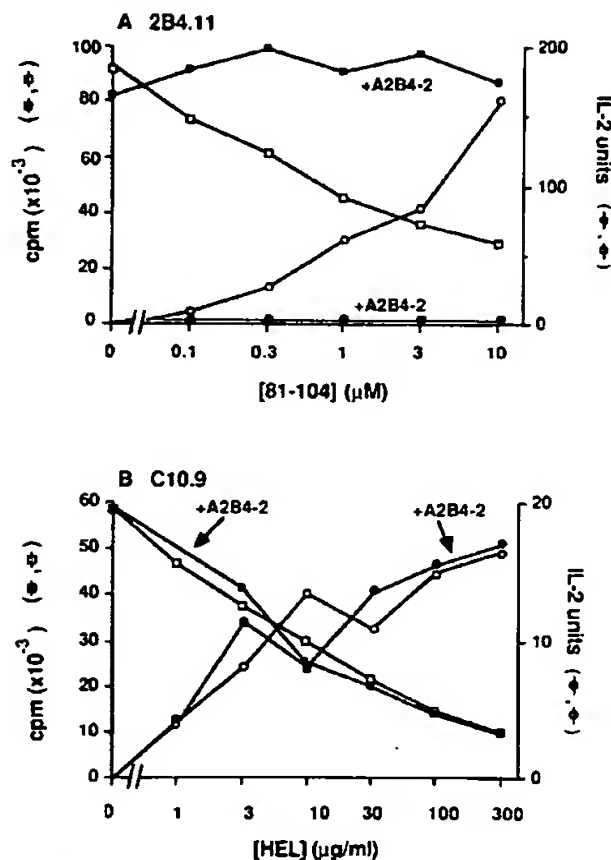 A 2B4.11
100
80
60
40
20
0
cpm (x10⁻³)
200
100
0
IL-2 units
+A2B4-2
+A2B4-2
0 0.1 0.3 1 3 10
[81-104] (µM)
B C10.9
60
50
40
30
20
10
0
cpm (x10⁻³)
20
10
0
IL-2 units
+A2B4-2
+A2B4-2
0 1 3 10 30 100 300
[HEL] (µg/ml)